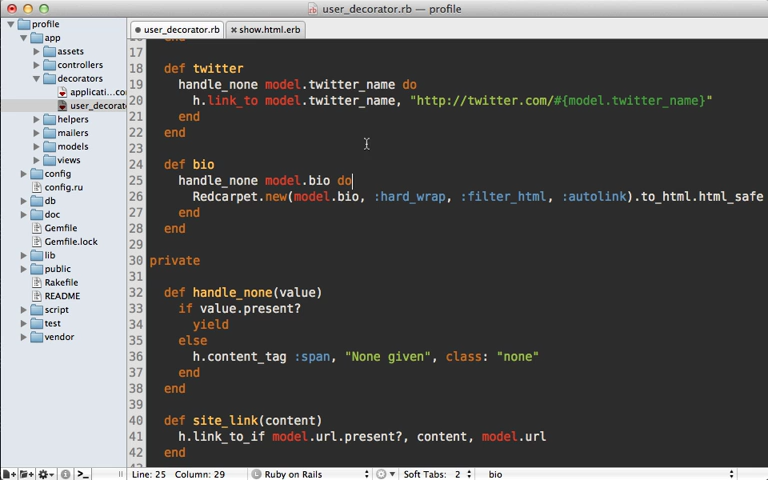 user_decorator.rb — profile
profile
app
assets
controllers
decorators
applicati...co
user_decorat
helpers
mailers
models
views
config
config.ru
db
doc
Gemfile
Gemfile.lock
lib
public
Rakefile
README
script
test
vendor
user_decorator.rb
show.html.erb
17
18 def twitter
19 handle_none model.twitter_name do
20 h.link_to model.twitter_name, "http://twitter.com/#{model.twitter_name}"
21 end
22 end
23
24 def bio
25 handle_none model.bio do
26 Redcarpet.new(model.bio, :hard_wrap, :filter_html, :autolink).to_html.html_safe
27 end
28 end
29
30 private
31
32 def handle_none(value)
33 if value.present?
34 yield
35 else
36 h.content_tag :span, "None given", class: "none"
37 end
38 end
39
40 def site_link(content)
41 h.link_to_if model.url.present?, content, model.url
42 end
Line: 25 Column: 29 Ruby on Rails Soft Tabs: 2 bio